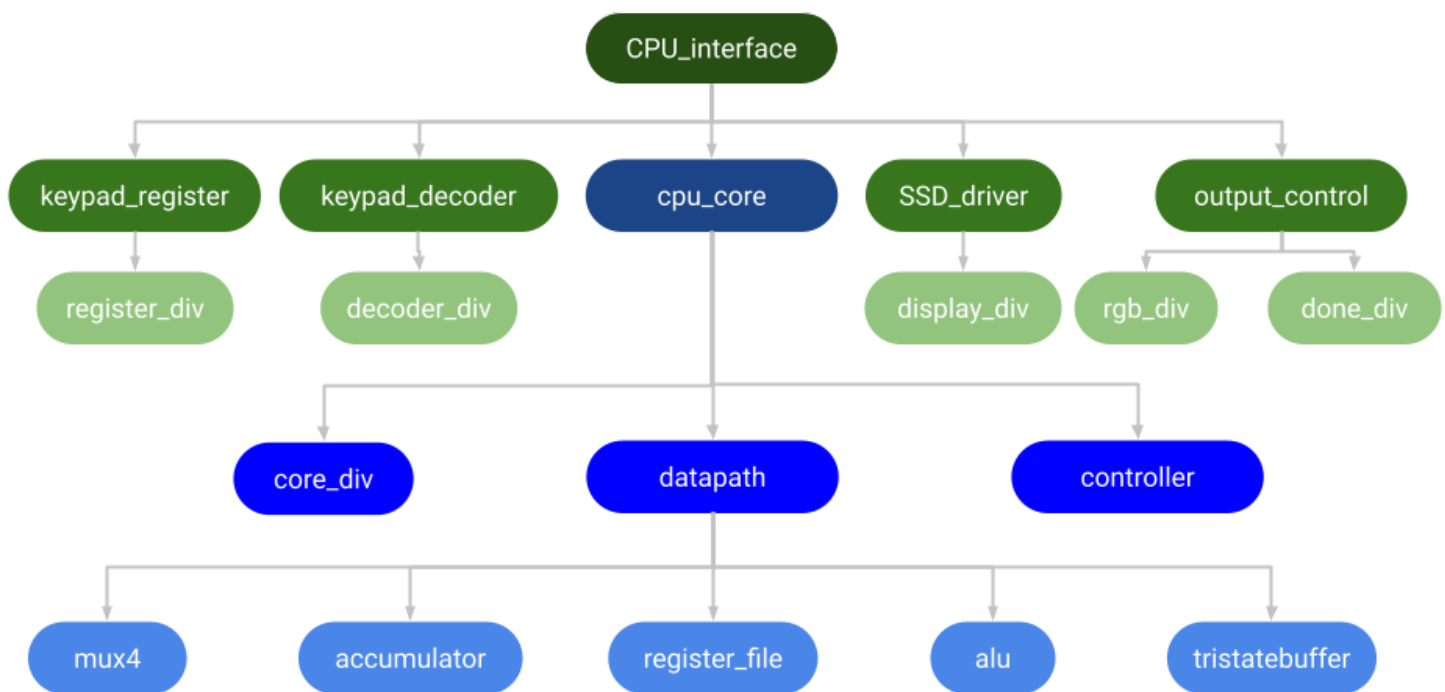 CPU_interface
keypad_register
keypad_decoder
cpu_core
SSD_driver
output_control
register_div
decoder_div
display_div
rgb_div
done_div
core_div
datapath
controller
mux4
accumulator
register_file
alu
tristatebuffer